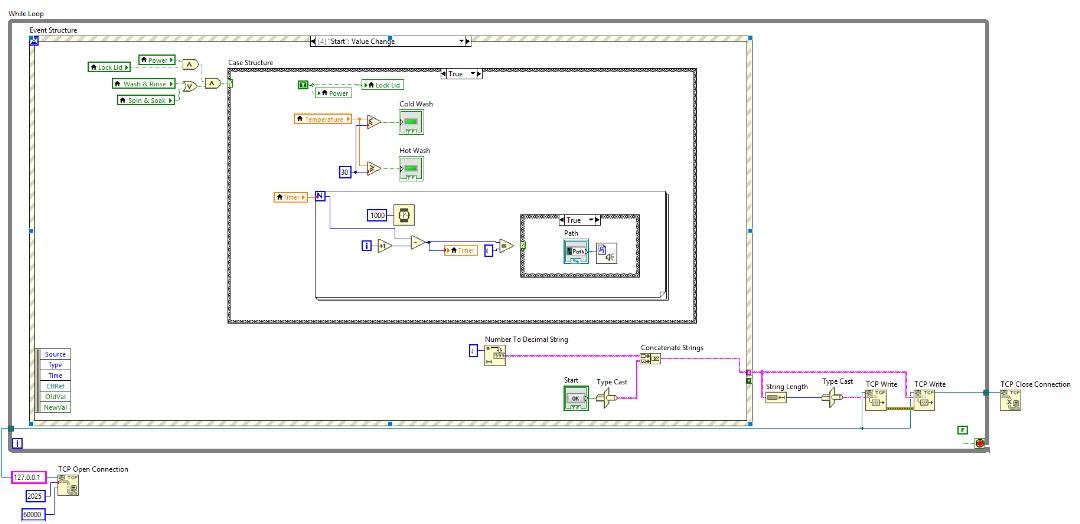 While Loop
Event Structure
[4] "Start": Value Change
Power
Lock Lid
Wash & Rinse
Spin & Soak
Case Structure
True
Lock Lid
Power
Cold Wash
Temperature
Hot Wash
30
Timer
N
1000
True
Path
i
+1
Timer
Path
Source
Type
Time
CtlRef
OldVal
NewVal
Number To Decimal String
Concatenate Strings
Start
Type Cast
OK
String Length
Type Cast
TCP Write
TCP Write
TCP Close Connection
TCP
TCP
TCP
F
i
TCP Open Connection
127.0.0.1
TCP
2025
60000